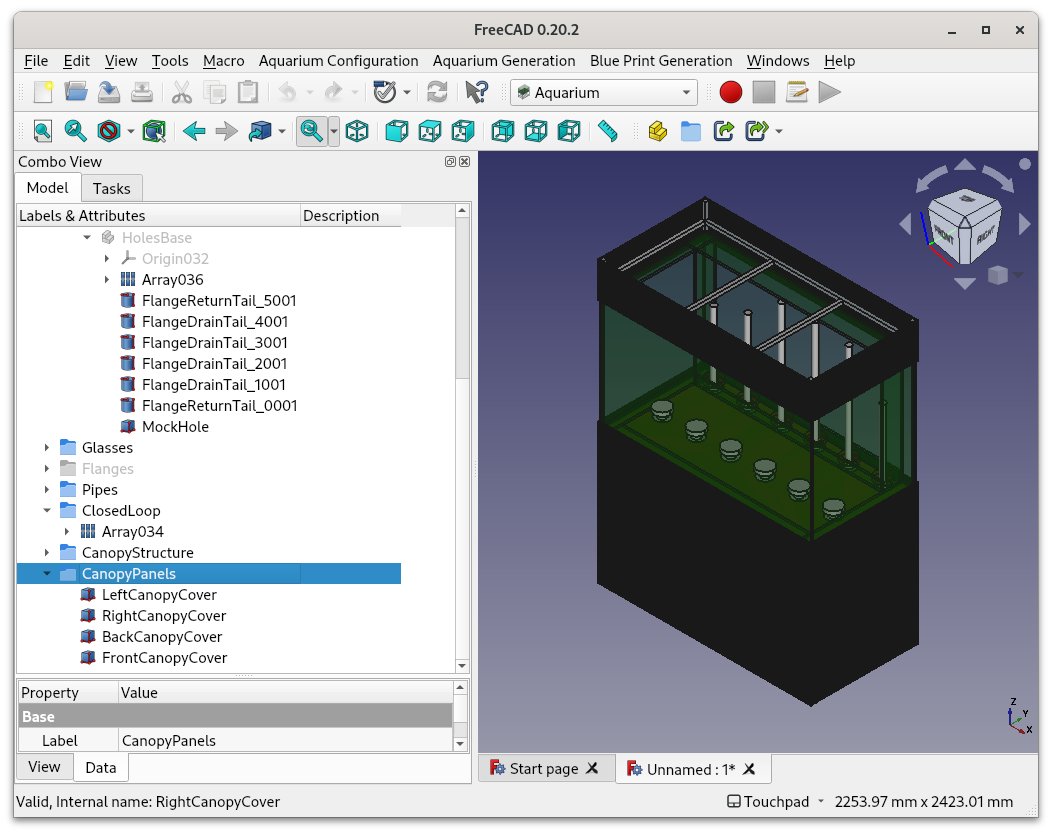 FreeCAD 0.20.2
File Edit View Tools Macro Aquarium Configuration Aquarium Generation Blue Print Generation Windows Help
Aquarium
Combo View
Model Tasks
Labels & Attributes Description
HolesBase
Origin032
Array036
FlangeReturnTail_5001
FlangeDrainTail_4001
FlangeDrainTail_3001
FlangeDrainTail_2001
FlangeDrainTail_1001
FlangeReturnTail_0001
MockHole
Glasses
Flanges
Pipes
ClosedLoop
Array034
CanopyStructure
CanopyPanels
LeftCanopyCover
RightCanopyCover
BackCanopyCover
FrontCanopyCover
Property Value
Base
Label CanopyPanels
View Data
FRONT RIGHT
Z
Y
X
Start page Unnamed : 1*
Valid, Internal name: RightCanopyCover Touchpad 2253.97 mm x 2423.01 mm